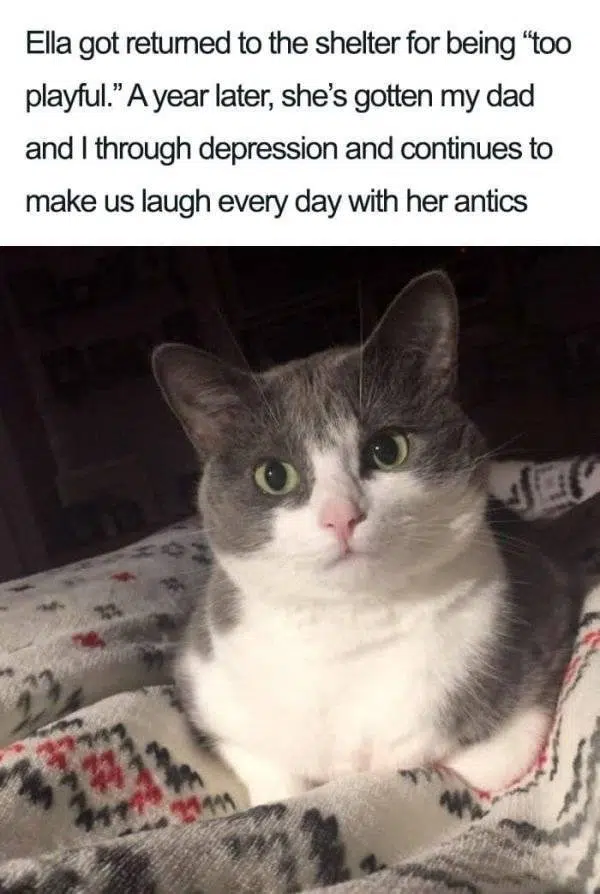 Ella got returned to the shelter for being “too
playful.” A year later, she’s gotten my dad
and I through depression and continues to
make us laugh every day with her antics